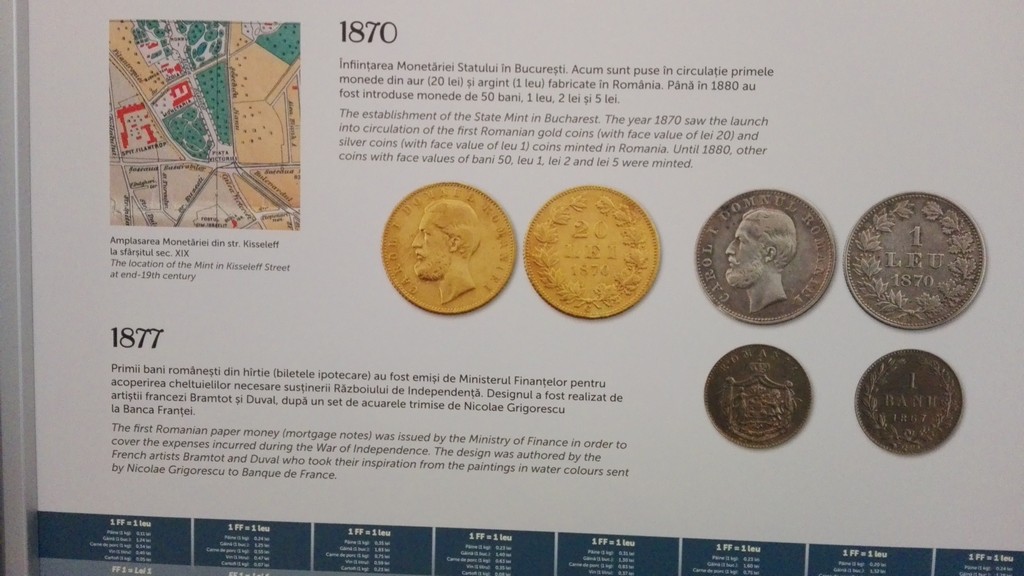 1870
Înființarea Monetăriei Statului în București. Acum sunt puse în circulație primele
monede din aur (20 lei) și argint (1 leu) fabricate în România. Până în 1880 au
fost introduse monede de 50 bani, 1 leu, 2 lei și 5 lei.
The establishment of the State Mint in Bucharest. The year 1870 saw the launch
into circulation of the first Romanian gold coins (with face value of lei 20) and
silver coins (with face value of leu 1) coins minted in Romania. Until 1880, other
coins with face values of bani 50, leu 1, lei 2 and lei 5 were minted.
PIATA
VICTORIEI
Amplasarea Monetăriei din str. Kisseleff
la sfârșitul sec. XIX
The location of the Mint in Kisseleff Street
at end-19th century
CAROL I DOMNUL ROMANIEI
20
LEI
CAROL I DOMNUL ROMANIEI
1
LEU
1870
ROMANIA
1
BANU
1867
1877
Primii bani românești din hîrtie (biletele ipotecare) au fost emiși de Ministerul Finanțelor pentru
acoperirea cheltuielilor necesare susținerii Războiului de Independență. Designul a fost realizat de
artiștii francezi Bramtot și Duval, după un set de acuarele trimise de Nicolae Grigorescu
la Banca Franței.
The first Romanian paper money (mortgage notes) was issued by the Ministry of Finance in order to
cover the expenses incurred during the War of Independence. The design was authored by the
French artists Bramtot and Duval who took their inspiration from the paintings in water colours sent
by Nicolae Grigorescu to Banque de France.
1 FF = 1 leu
1 FF = 1 leu
1 FF = 1 leu
1 FF = 1 leu
1 FF = 1 leu
1 FF = 1 leu
1 FF = 1 leu
1 FF = 1 leu